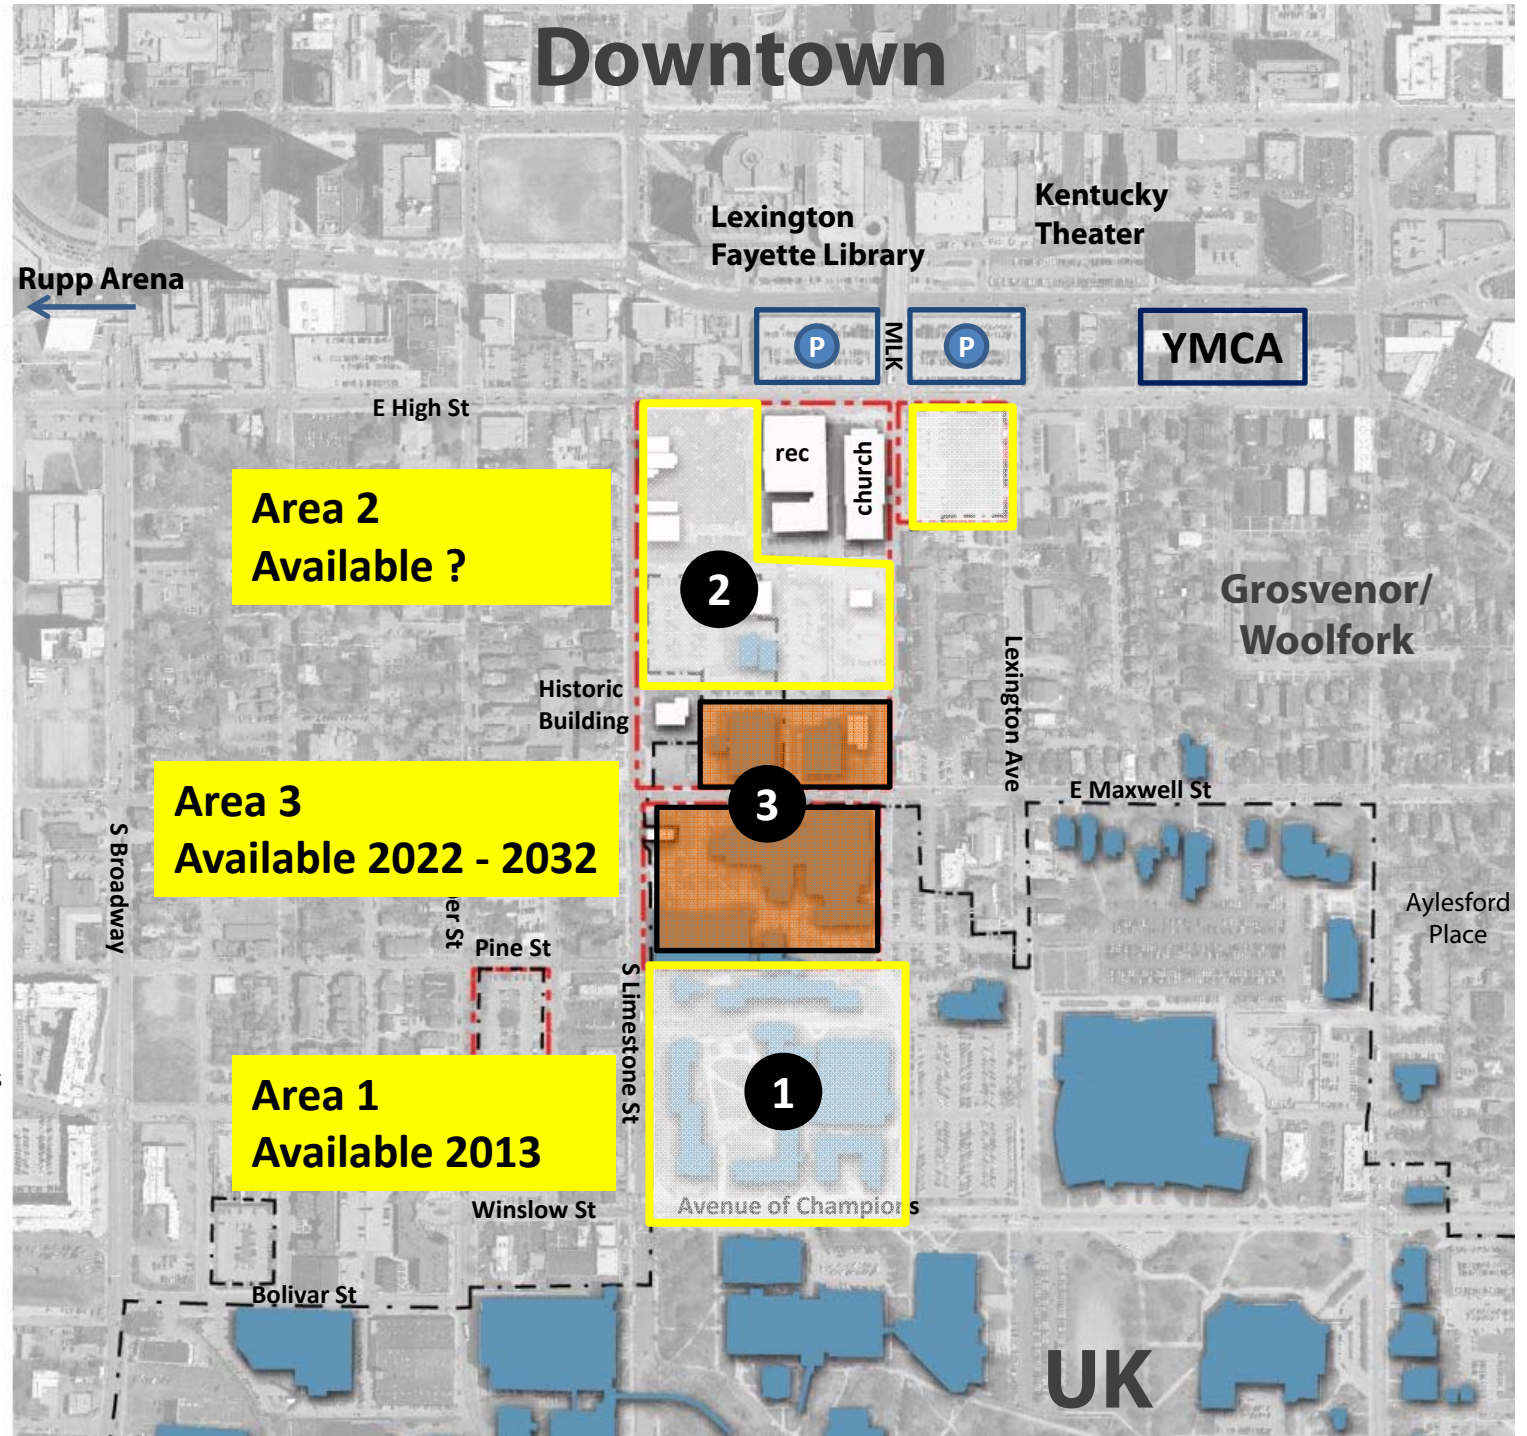 Downtown
Lexington
Fayette Library
Kentucky
Theater
Rupp Arena
P
MLK
P
YMCA
E High St
rec
church
Area 2
Available ?
2
Grosvenor/
Woolfork
Historic
Building
Lexington Ave
Area 3
Available 2022 - 2032
3
E Maxwell St
S Broadway
er St
Pine St
Aylesford
Place
S Limestone St
Area 1
Available 2013
1
Winslow St
Avenue of Champions
Bolivar St
UK